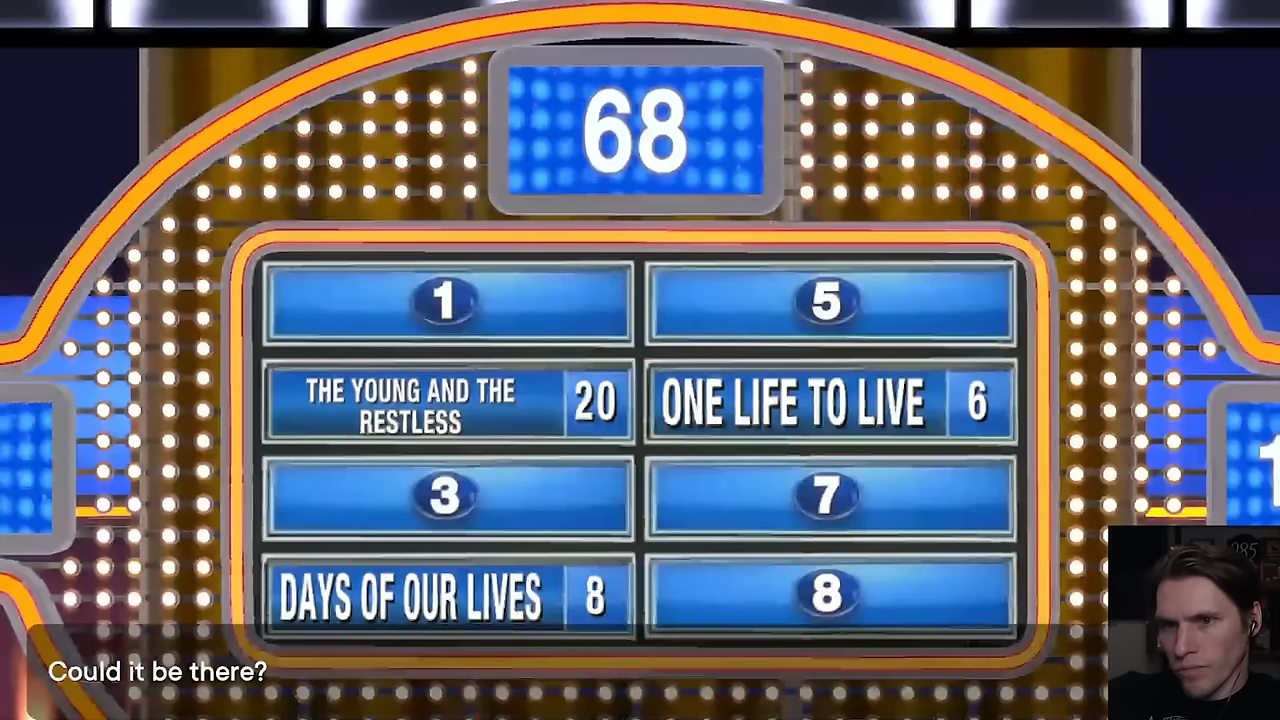 68
1
5
THE YOUNG AND THE
RESTLESS
20
ONE LIFE TO LIVE
6
3
7
DAYS OF OUR LIVES
8
8
Could it be there?
985